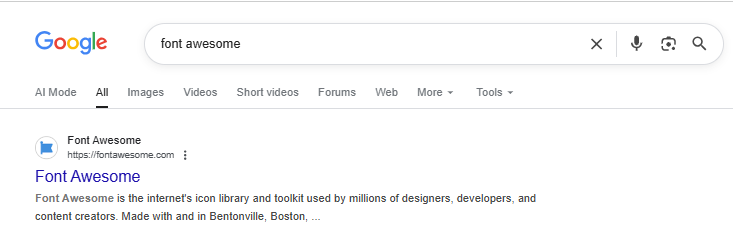 Google font awesome
AI Mode All Images Videos Short videos Forums Web More Tools
Font Awesome
https://fontawesome.com
Font Awesome
Font Awesome is the internet's icon library and toolkit used by millions of designers, developers, and
content creators. Made with and in Bentonville, Boston, ...